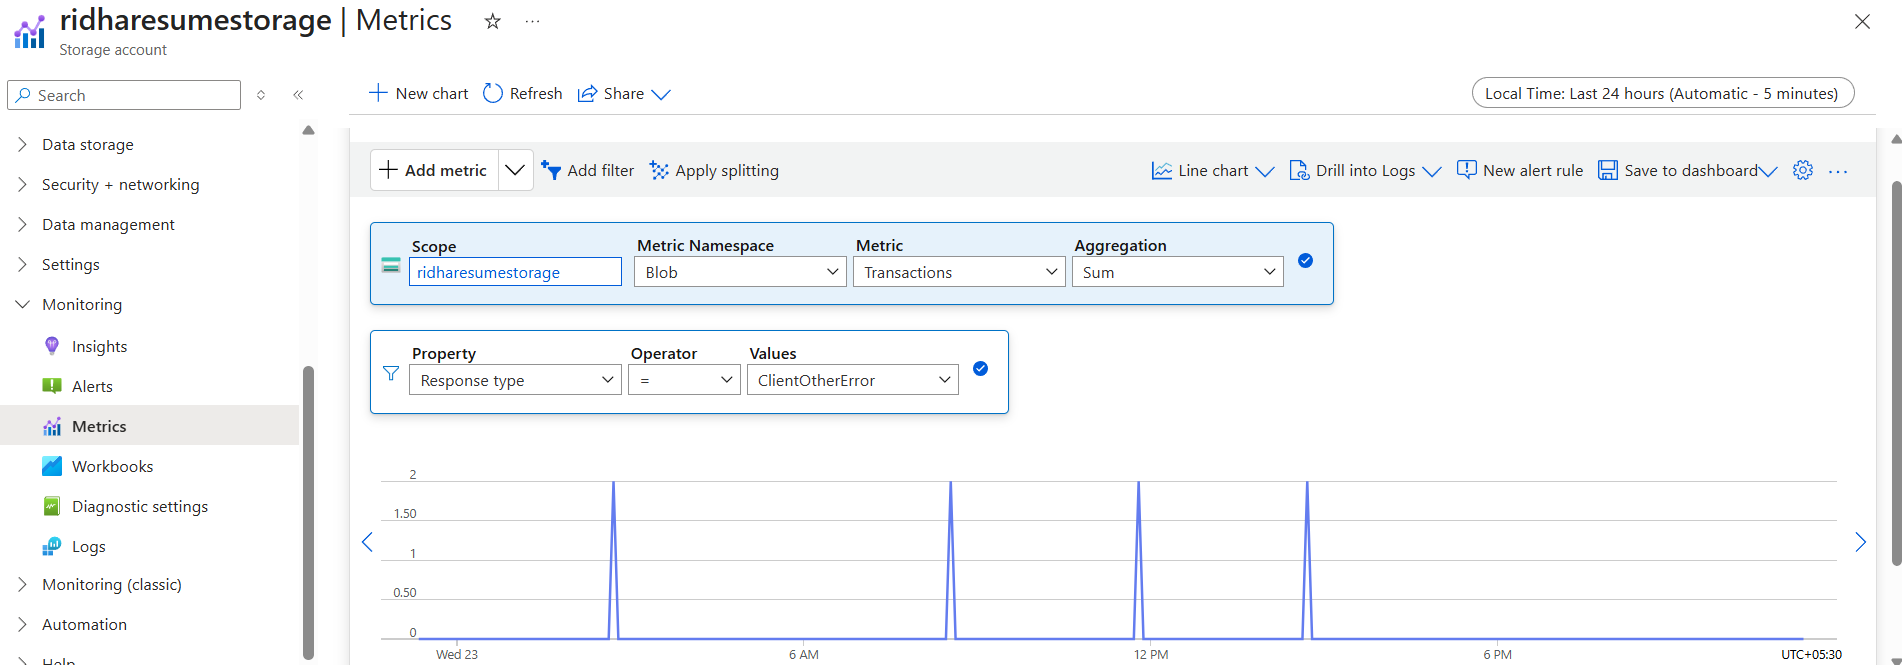 ridharesumestorage | Metrics
Storage account
Search
New chart Refresh Share
Local Time: Last 24 hours (Automatic - 5 minutes)
Data storage
Security + networking
Data management
Settings
Monitoring
Insights
Alerts
Metrics
Workbooks
Diagnostic settings
Logs
Monitoring (classic)
Automation
Help
Add metric Add filter Apply splitting
Line chart Drill into Logs New alert rule Save to dashboard
Scope Metric Namespace Metric Aggregation
ridharesumestorage Blob Transactions Sum
Property Operator Values
Response type = ClientOtherError
2
1.50
1
0.50
0
Wed 23 6 AM 12 PM 6 PM UTC+05:30